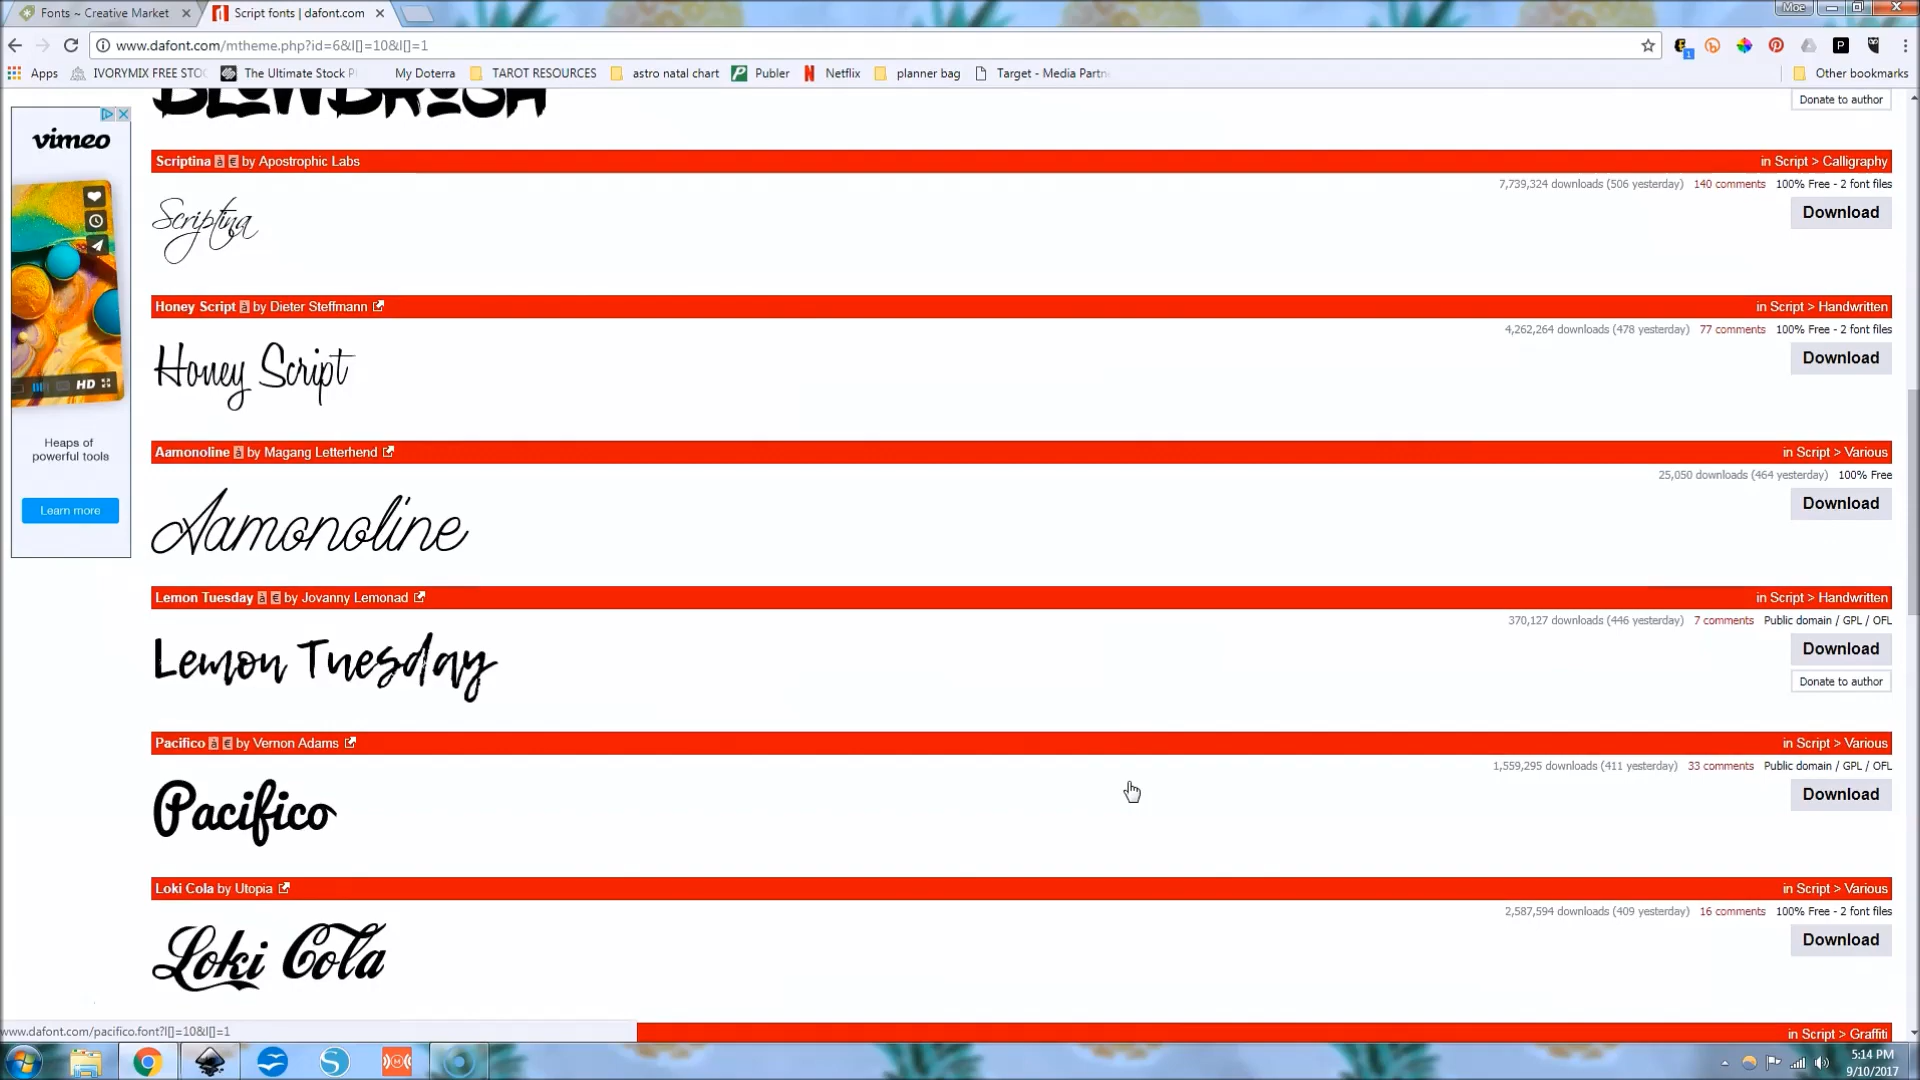 Fonts ~ Creative Market
Script fonts | dafont.com
Moe
www.dafont.com/mtheme.php?id=6&l[]=10&l[]=1
Apps
IVORYMIX FREE STOC
The Ultimate Stock P
My Doterra
TAROT RESOURCES
astro natal chart
Publer
Netflix
planner bag
Target - Media Partn
Other bookmarks
BLOWBRUSH
Donate to author
vimeo
HD
Heaps of
powerful tools
Learn more
Scriptina à € by Apostrophic Labs
in Script > Calligraphy
7,739,324 downloads (506 yesterday) 140 comments 100% Free - 2 font files
Scriptina
Download
Honey Script à by Dieter Steffmann
in Script > Handwritten
4,262,264 downloads (478 yesterday) 77 comments 100% Free - 2 font files
Honey Script
Download
Aamonoline à by Magang Letterhend
in Script > Various
25,050 downloads (464 yesterday) 100% Free
Aamonoline
Download
Lemon Tuesday à € by Jovanny Lemonad
in Script > Handwritten
370,127 downloads (446 yesterday) 7 comments Public domain / GPL / OFL
Lemon Tuesday
Download
Donate to author
Pacifico à € by Vernon Adams
in Script > Various
1,559,295 downloads (411 yesterday) 33 comments Public domain / GPL / OFL
Pacifico
Download
Loki Cola by Utopia
in Script > Various
2,587,594 downloads (409 yesterday) 16 comments 100% Free - 2 font files
Loki Cola
Download
www.dafont.com/pacifico.font?l[]=10&l[]=1
in Script > Graffiti
5:14 PM
9/10/2017